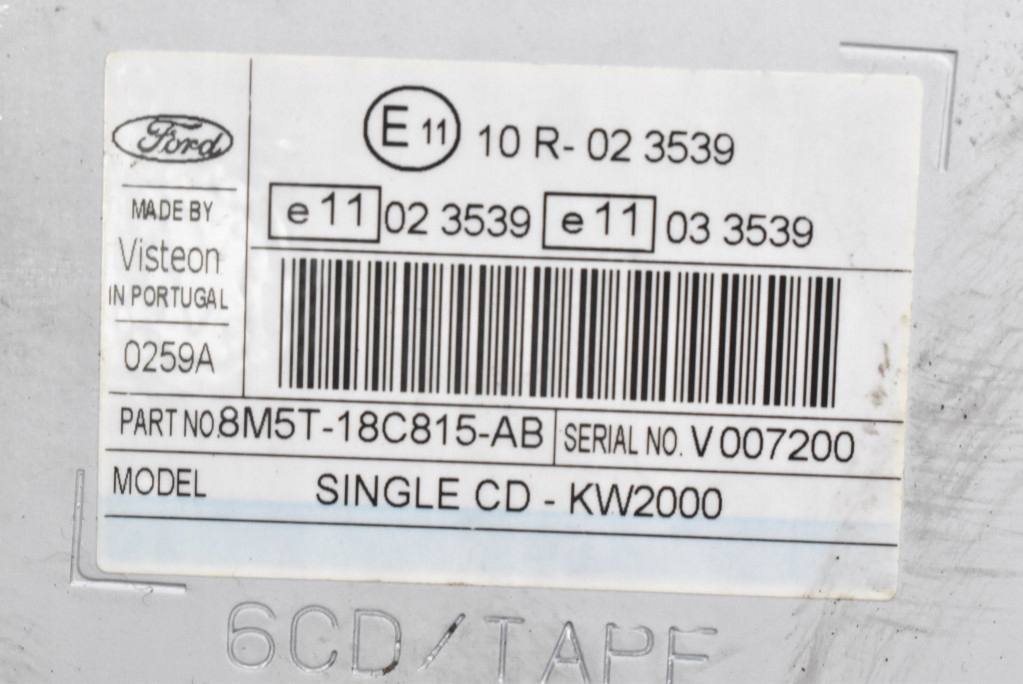 Ford
MADE BY
Visteon
IN PORTUGAL
0259A
E 11 10 R- 02 3539
e 11 02 3539 e 11 03 3539
PART NO. 8M5T-18C815-AB SERIAL NO. V 007200
MODEL SINGLE CD - KW2000
6CD/TAPE